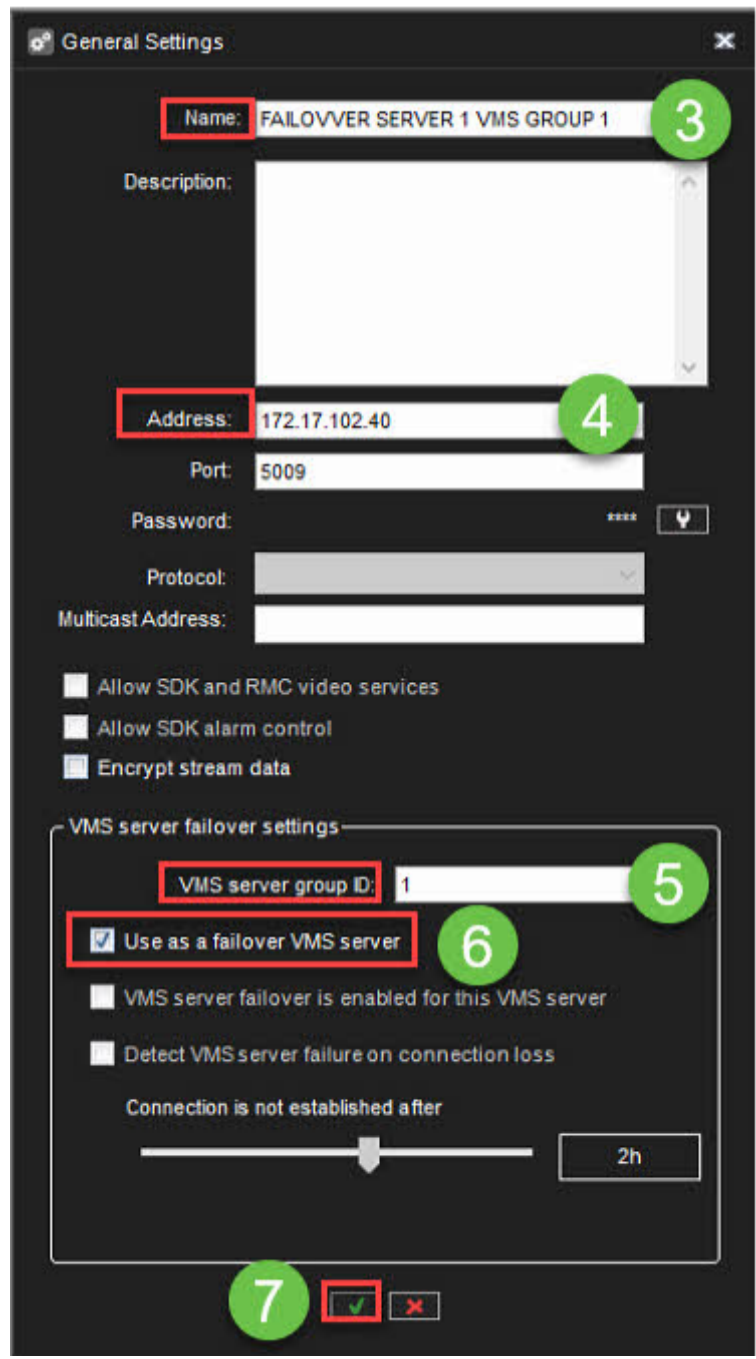 General Settings
Name: FAILOVVER SERVER 1 VMS GROUP 1 3
Description:
Address: 172.17.102.40 4
Port: 5009
Password: ****
Protocol:
Multicast Address:
Allow SDK and RMC video services
Allow SDK alarm control
Encrypt stream data
VMS server failover settings
VMS server group ID: 1 5
Use as a failover VMS server 6
VMS server failover is enabled for this VMS server
Detect VMS server failure on connection loss
Connection is not established after
2h
7